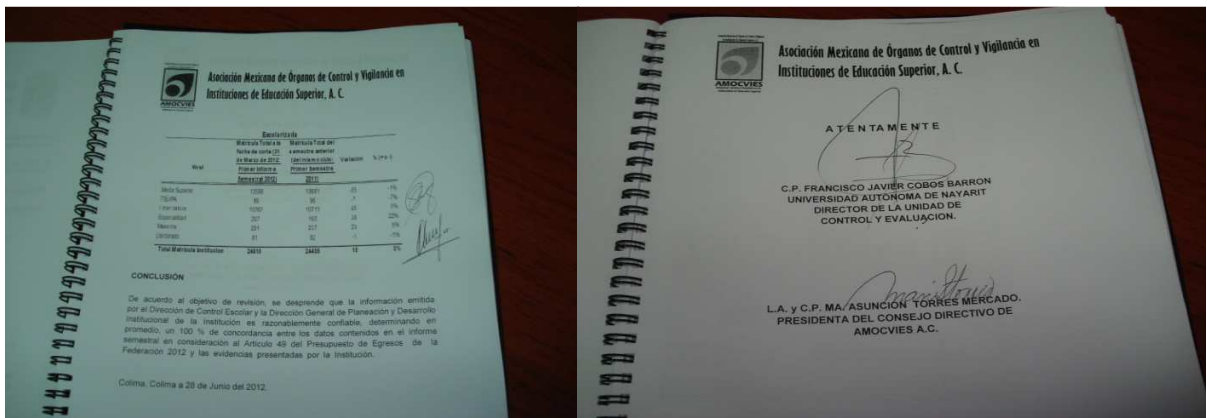 AMOCVIES
Asociación Mexicana de Órganos de Control y Vigilancia en
Instituciones de Educación Superior, A. C.
Escolarizada
Nivel
Matrícula Total a la
fecha de corte (31
de Marzo de 2012,
Primer Informe
Semestral 2012)
Matrícula Total del
semestre anterior
(del mismo ciclo,
Primer Semestre
2011)
Variación
Media Superior
Especialidad
Maestría
Doctorado
Total Matrícula Institucion
CONCLUSIÓN
De acuerdo al objetivo de revisión, se desprende que la información emitida
por el Dirección de Control Escolar y la Dirección General de Planeación y Desarrollo
Institucional de la Institución es razonablemente confiable, determinando en
promedio, un 100 % de concordancia entre los datos contenidos en el informe
semestral en consideración al Artículo 49 del Presupuesto de Egresos de la
Federación 2012 y las evidencias presentadas por la Institución.
Colima, Colima a 28 de Junio del 2012.
AMOCVIES
Asociación Mexicana de Órganos de Control y Vigilancia en
Instituciones de Educación Superior, A. C.
A T E N T A M E N T E
C.P. FRANCISCO JAVIER COBOS BARRON
UNIVERSIDAD AUTÓNOMA DE NAYARIT
DIRECTOR DE LA UNIDAD DE
CONTROL Y EVALUACION.
L.A. y C.P. MA. ASUNCIÓN TORRES MERCADO.
PRESIDENTA DEL CONSEJO DIRECTIVO DE
AMOCVIES A.C.